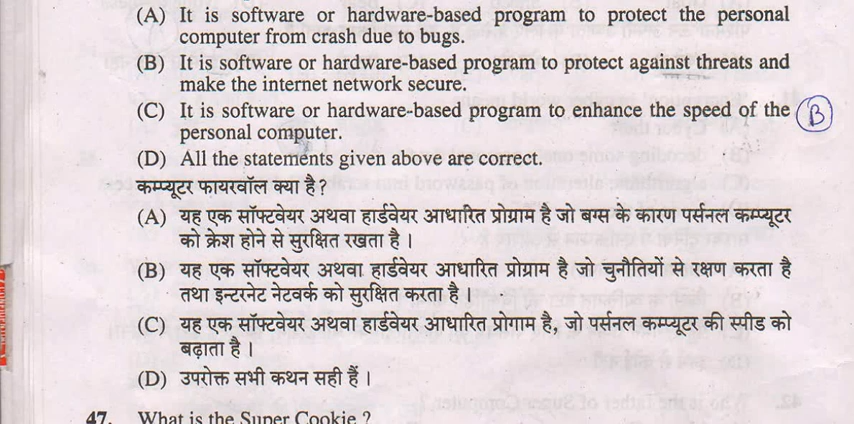 (A) It is software or hardware-based program to protect the personal
computer from crash due to bugs.
(B) It is software or hardware-based program to protect against threats and
make the internet network secure.
(C) It is software or hardware-based program to enhance the speed of the
personal computer.
B
(D) All the statements given above are correct.
कम्प्यूटर फायरवॉल क्या है ?
(A) यह एक सॉफ्टवेयर अथवा हार्डवेयर आधारित प्रोग्राम है जो बग्स के कारण पर्सनल कम्प्यूटर
को क्रेश होने से सुरक्षित रखता है ।
(B) यह एक सॉफ्टवेयर अथवा हार्डवेयर आधारित प्रोग्राम है जो चुनौतियों से रक्षण करता है
तथा इन्टरनेट नेटवर्क को सुरक्षित करता है ।
(C) यह एक सॉफ्टवेयर अथवा हार्डवेयर आधारित प्रोगाम है, जो पर्सनल कम्प्यूटर की स्पीड को
बढ़ाता है ।
(D) उपरोक्त सभी कथन सही हैं ।
47. What is the Super Cookie ?